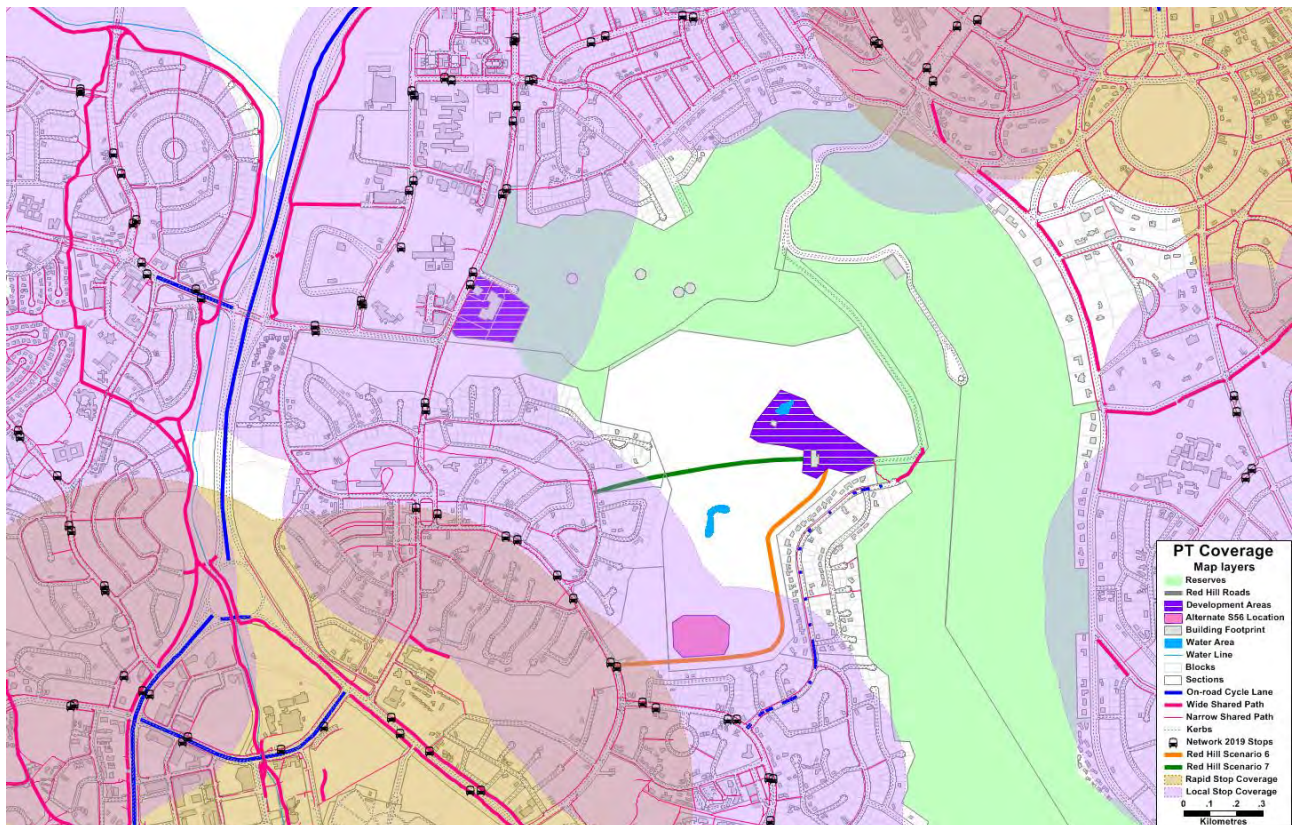 PT Coverage
Map layers
Reserves
Red Hill Roads
Development Areas
Alternate S56 Location
Building Footprint
Water Area
Water Line
Blocks
Sections
On-road Cycle Lane
Wide Shared Path
Narrow Shared Path
Kerbs
Network 2019 Stops
Red Hill Scenario 6
Red Hill Scenario 7
Rapid Stop Coverage
Local Stop Coverage
0 .1 .2 .3
Kilometres